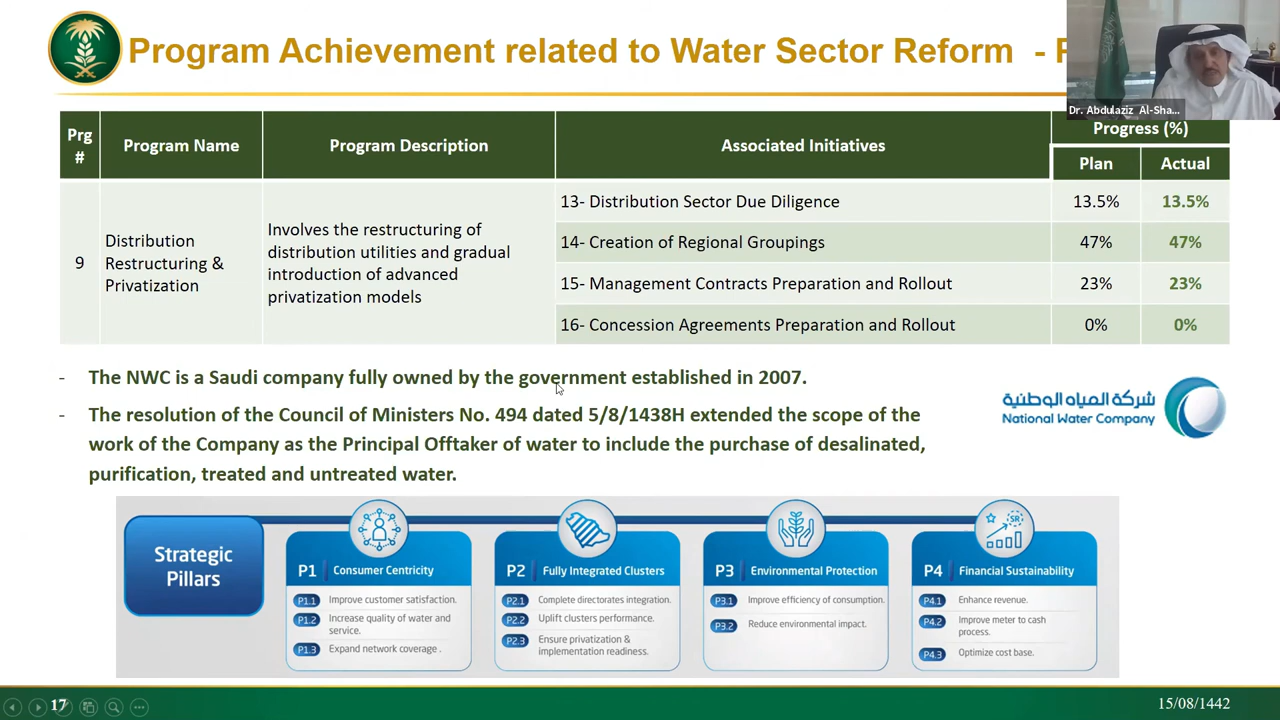 Program Achievement related to Water Sector Reform -
Dr. Abdulaziz Al-Sha...
Prg
#
Program Name
Program Description
Associated Initiatives
Progress (%)
Plan
Actual
9
Distribution
Restructuring &
Privatization
Involves the restructuring of
distribution utilities and gradual
introduction of advanced
privatization models
13- Distribution Sector Due Diligence
13.5%
13.5%
14- Creation of Regional Groupings
47%
47%
15- Management Contracts Preparation and Rollout
23%
23%
16- Concession Agreements Preparation and Rollout
0%
0%
- The NWC is a Saudi company fully owned by the government established in 2007.
- The resolution of the Council of Ministers No. 494 dated 5/8/1438H extended the scope of the
work of the Company as the Principal Offtaker of water to include the purchase of desalinated,
purification, treated and untreated water.
شركة المياه الوطنية
National Water Company
Strategic
Pillars
P1 Consumer Centricity
P1.1 Improve customer satisfaction.
P1.2 Increase quality of water and
service.
P1.3 Expand network coverage .
P2 Fully Integrated Clusters
P2.1 Complete directorates integration.
P2.2 Uplift clusters performance.
P2.3 Ensure privatization &
implementation readiness.
P3 Environmental Protection
P3.1 Improve efficiency of consumption.
P3.2 Reduce environmental impact.
SR
P4 Financial Sustainability
P4.1 Enhance revenue.
P4.2 Improve meter to cash
process.
P4.3 Optimize cost base.
17
15/08/1442